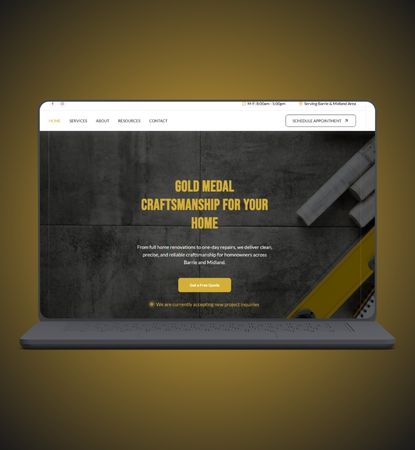 M-F: 8:00am - 5:00pm Serving Barrie & Midland Area
HOME SERVICES ABOUT RESOURCES CONTACT SCHEDULE APPOINTMENT
GOLD MEDAL
CRAFTSMANSHIP FOR YOUR
HOME
From full home renovations to one-day repairs, we deliver clean,
precise, and reliable craftsmanship for homeowners across
Barrie and Midland.
Get a Free Quote
We are currently accepting new project inquiries